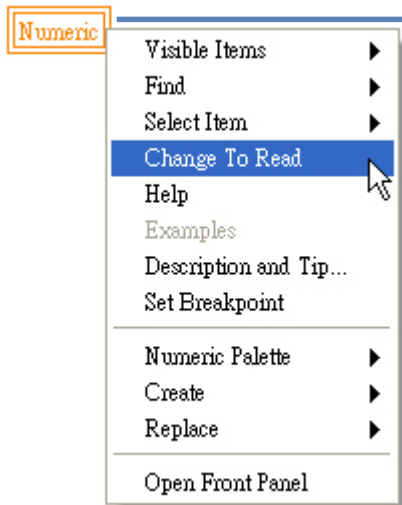 Numeric
Visible Items
Find
Select Item
Change To Read
Help
Examples
Description and Tip...
Set Breakpoint
Numeric Palette
Create
Replace
Open Front Panel